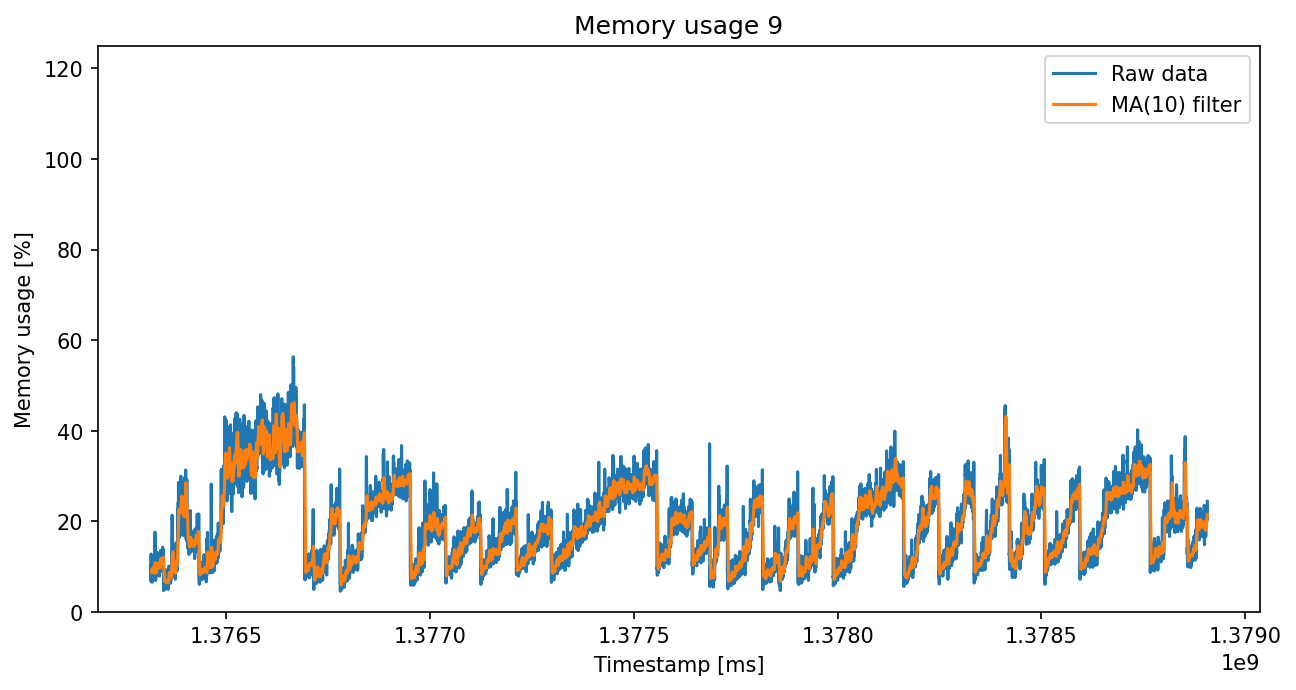 Memory usage 9
Raw data
MA(10) filter
Memory usage [%]
120
100
80
60
40
20
0
1.3765 1.3770 1.3775 1.3780 1.3785 1.3790
1e9
Timestamp [ms]